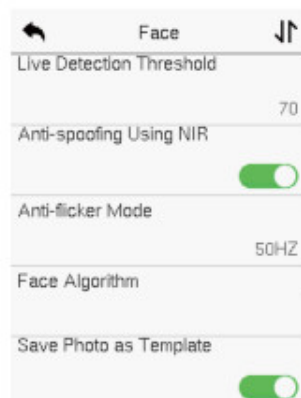 Face
Live Detection Threshold
70
Anti-spoofing Using NIR
Anti-flicker Mode
50HZ
Face Algorithm
Save Photo as Template